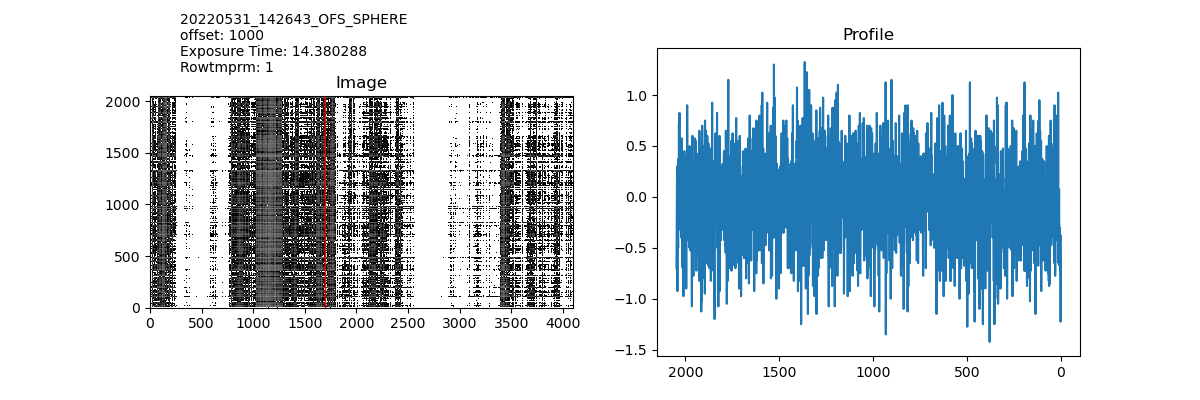 20220531_142643_OFS_SPHERE
offset: 1000
Exposure Time: 14.380288
Rowtmprm: 1
Image
2000
1500
1000
500
0
0 500 1000 1500 2000 2500 3000 3500 4000
Profile
1.0
0.5
0.0
−0.5
−1.0
−1.5
2000 1500 1000 500 0